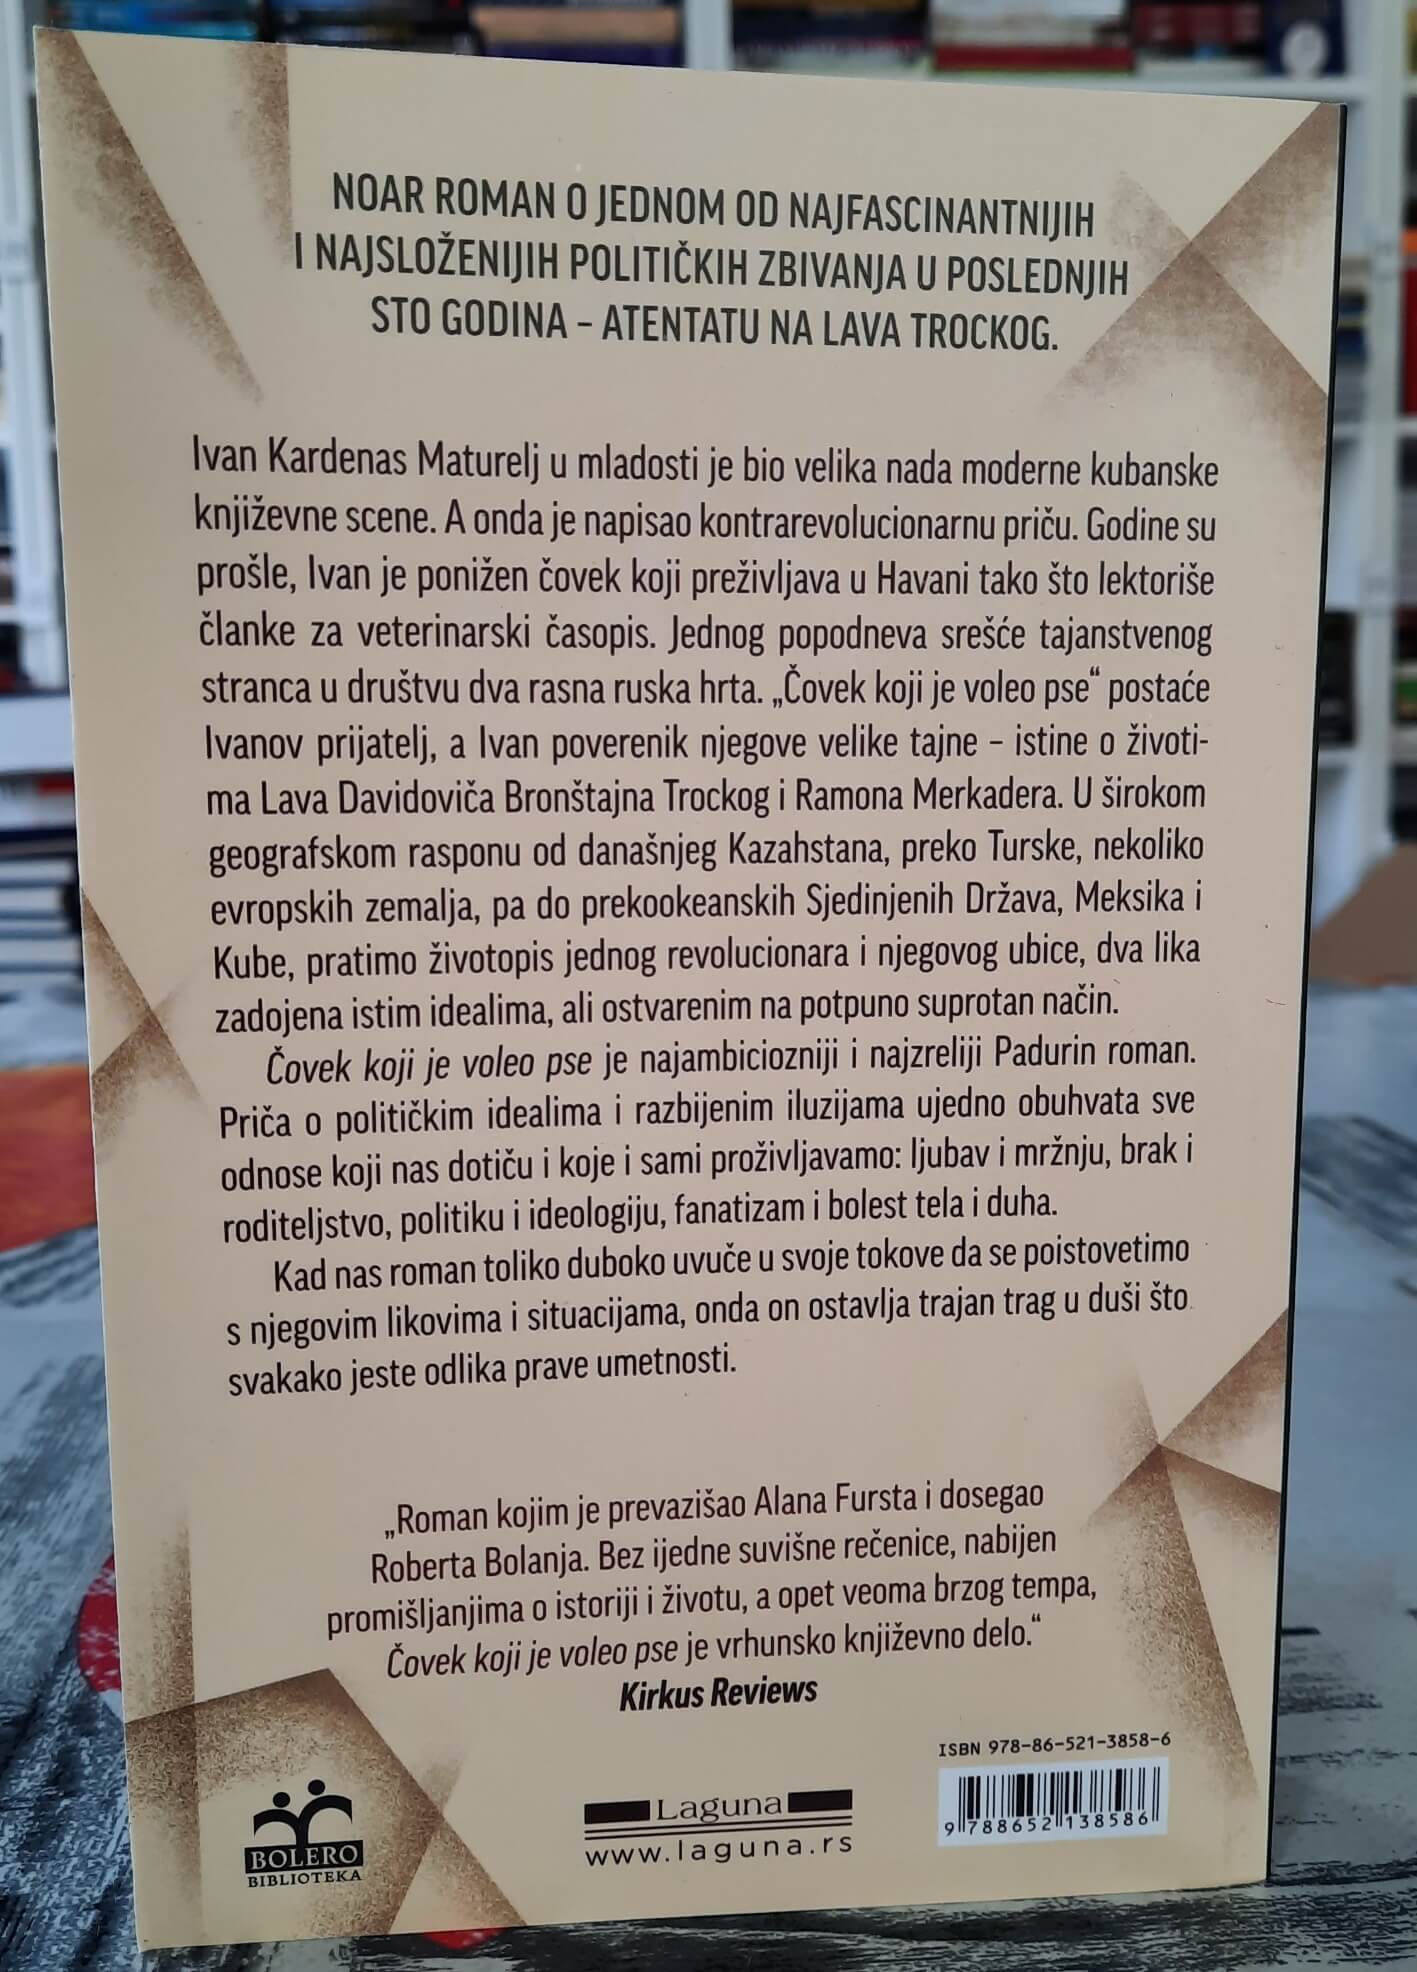 NOAR ROMAN O JEDNOM OD NAJFASCINANTNIJIH
I NAJSLOŽENIJIH POLITIČKIH ZBIVANJA U POSLEDNJIH
STO GODINA – ATENTATU NA LAVA TROCKOG.
Ivan Kardenas Maturelj u mladosti je bio velika nada moderne kubanske
književne scene. A onda je napisao kontrarevolucionarnu priču. Godine su
prošle, Ivan je ponižen čovek koji preživljava u Havani tako što lektoriše
članke za veterinarski časopis. Jednog popodneva srešće tajanstvenog
stranca u društvu dva rasna ruska hrta. „Čovek koji je voleo pse“ postaće
Ivanov prijatelj, a Ivan poverenik njegove velike tajne – istine o životi-
ma Lava Davidoviča Bronštajna Trockog i Ramona Merkadera. U širokom
geografskom rasponu od današnjeg Kazahstana, preko Turske, nekoliko
evropskih zemalja, pa do prekookeanskih Sjedinjenih Država, Meksika i
Kube, pratimo životopis jednog revolucionara i njegovog ubice, dva lika
zadojena istim idealima, ali ostvarenim na potpuno suprotan način.
Čovek koji je voleo pse je najambiciozniji i najzreliji Padurin roman.
Priča o političkim idealima i razbijenim iluzijama ujedno obuhvata sve
odnose koji nas dotiču i koje i sami proživljavamo: ljubav i mržnju, brak i
roditeljstvo, politiku i ideologiju, fanatizam i bolest tela i duha.
Kad nas roman toliko duboko uvuče u svoje tokove da se poistovetimo
s njegovim likovima i situacijama, onda on ostavlja trajan trag u duši što
svakako jeste odlika prave umetnosti.
„Roman kojim je prevazišao Alana Fursta i dosegao
Roberta Bolanja. Bez ijedne suvišne rečenice, nabijen
promišljanjima o istoriji i životu, a opet veoma brzog tempa,
Čovek koji je voleo pse je vrhunsko književno delo.“
Kirkus Reviews
ISBN 978-86-521-3858-6
9 788652 138586
Laguna
www.laguna.rs
BOLERO
BIBLIOTEKA